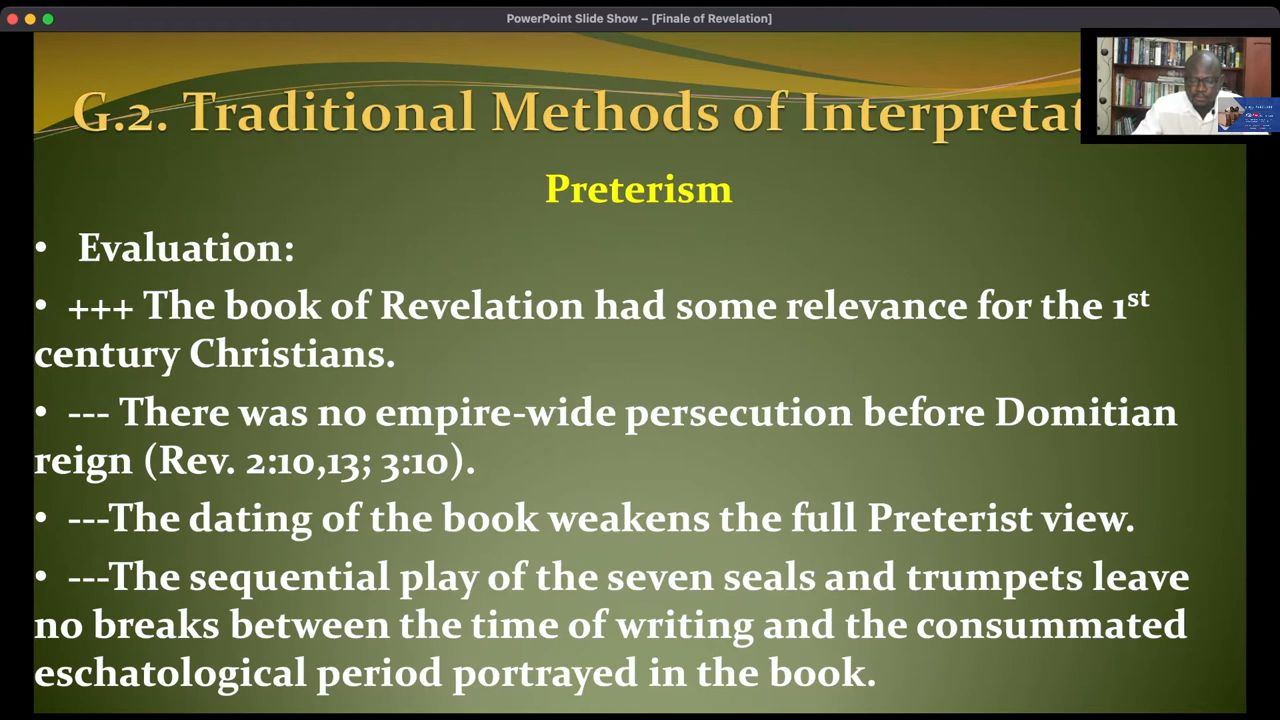 PowerPoint Slide Show – [Finale of Revelation]
G.2. Traditional Methods of Interpretat
Preterism
• Evaluation:
• +++ The book of Revelation had some relevance for the 1st
century Christians.
• --- There was no empire-wide persecution before Domitian
reign (Rev. 2:10,13; 3:10).
• ---The dating of the book weakens the full Preterist view.
• ---The sequential play of the seven seals and trumpets leave
no breaks between the time of writing and the consummated
eschatological period portrayed in the book.